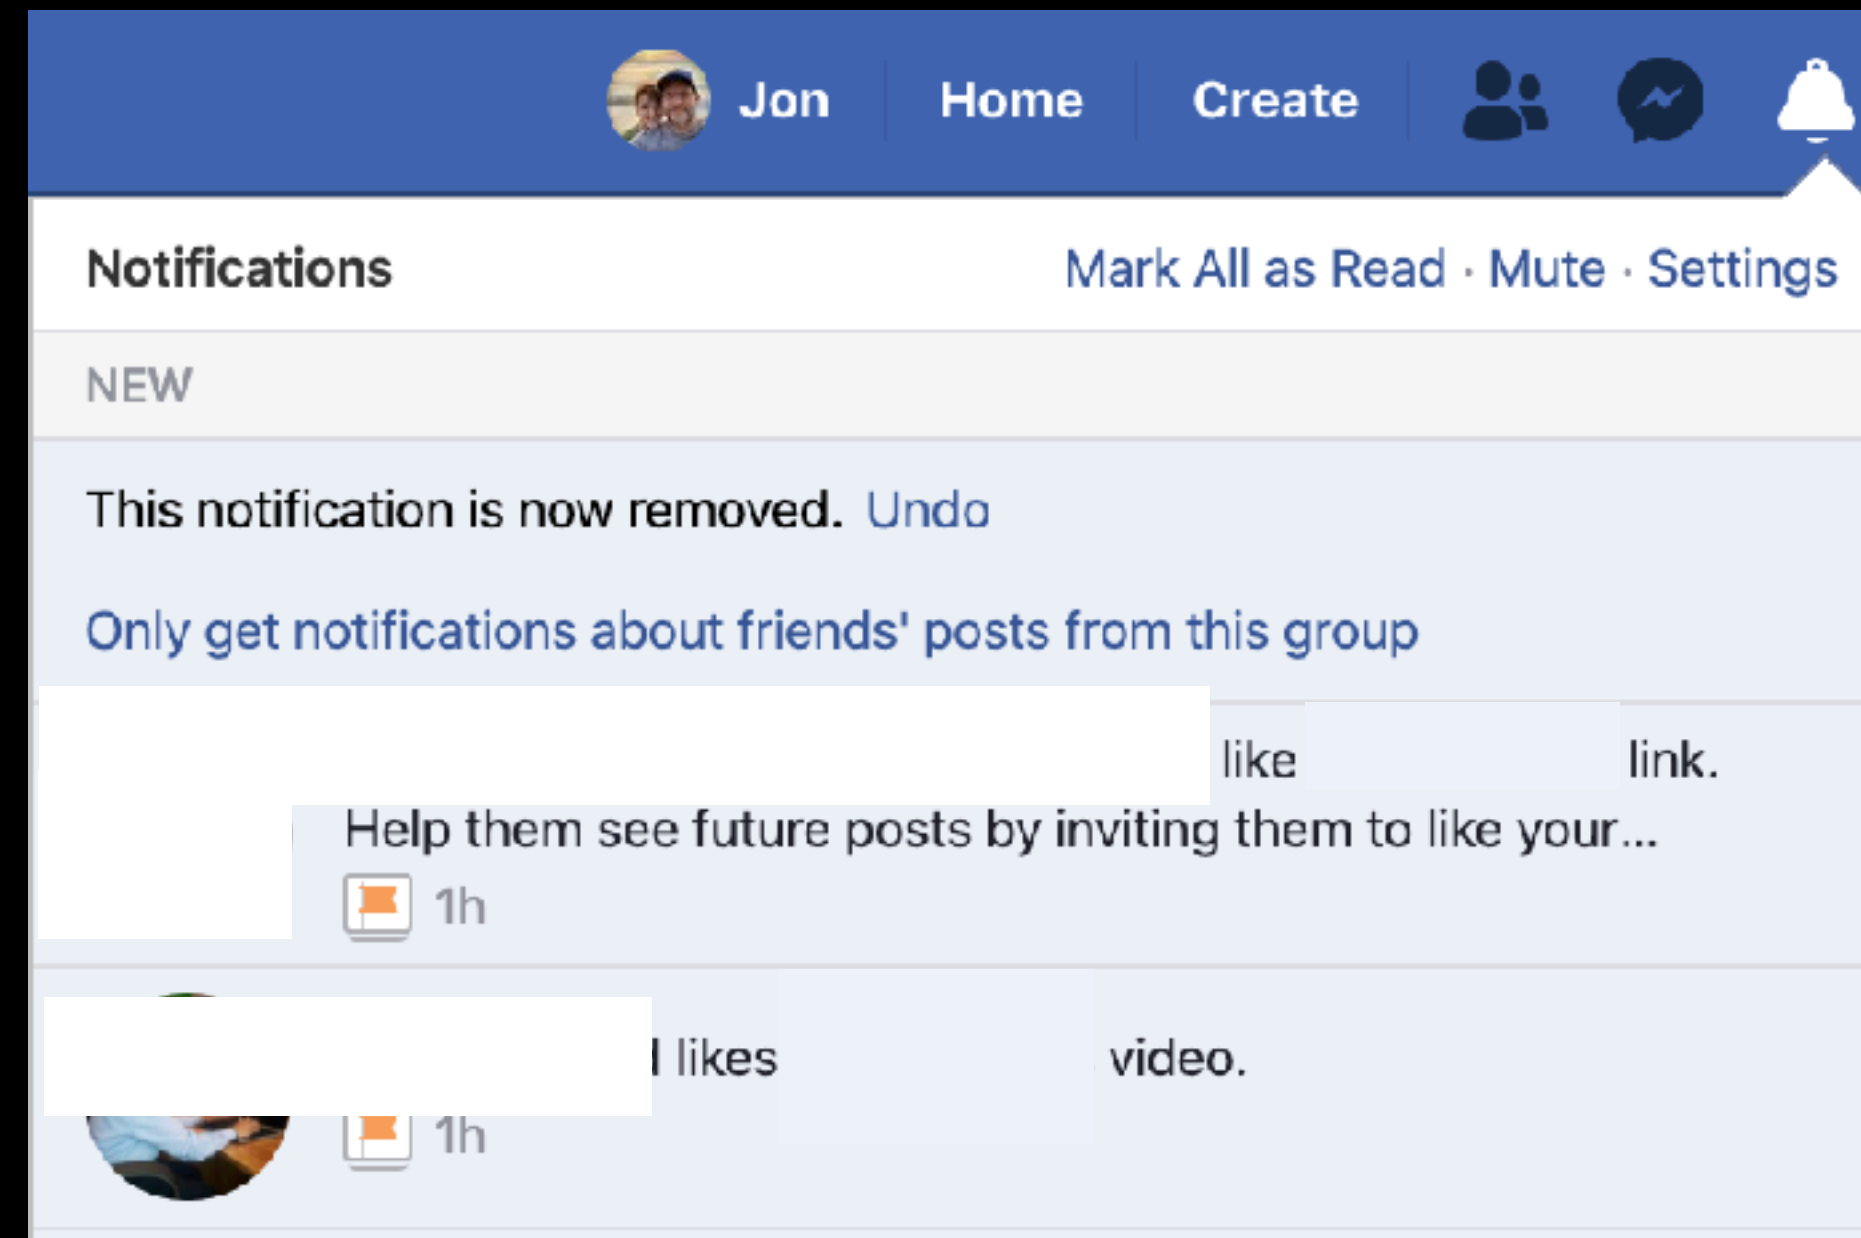 Jon Home Create
Notifications Mark All as Read · Mute · Settings
NEW
This notification is now removed. Undo
Only get notifications about friends' posts from this group
like link.
Help them see future posts by inviting them to like your...
1h
likes video.
1h